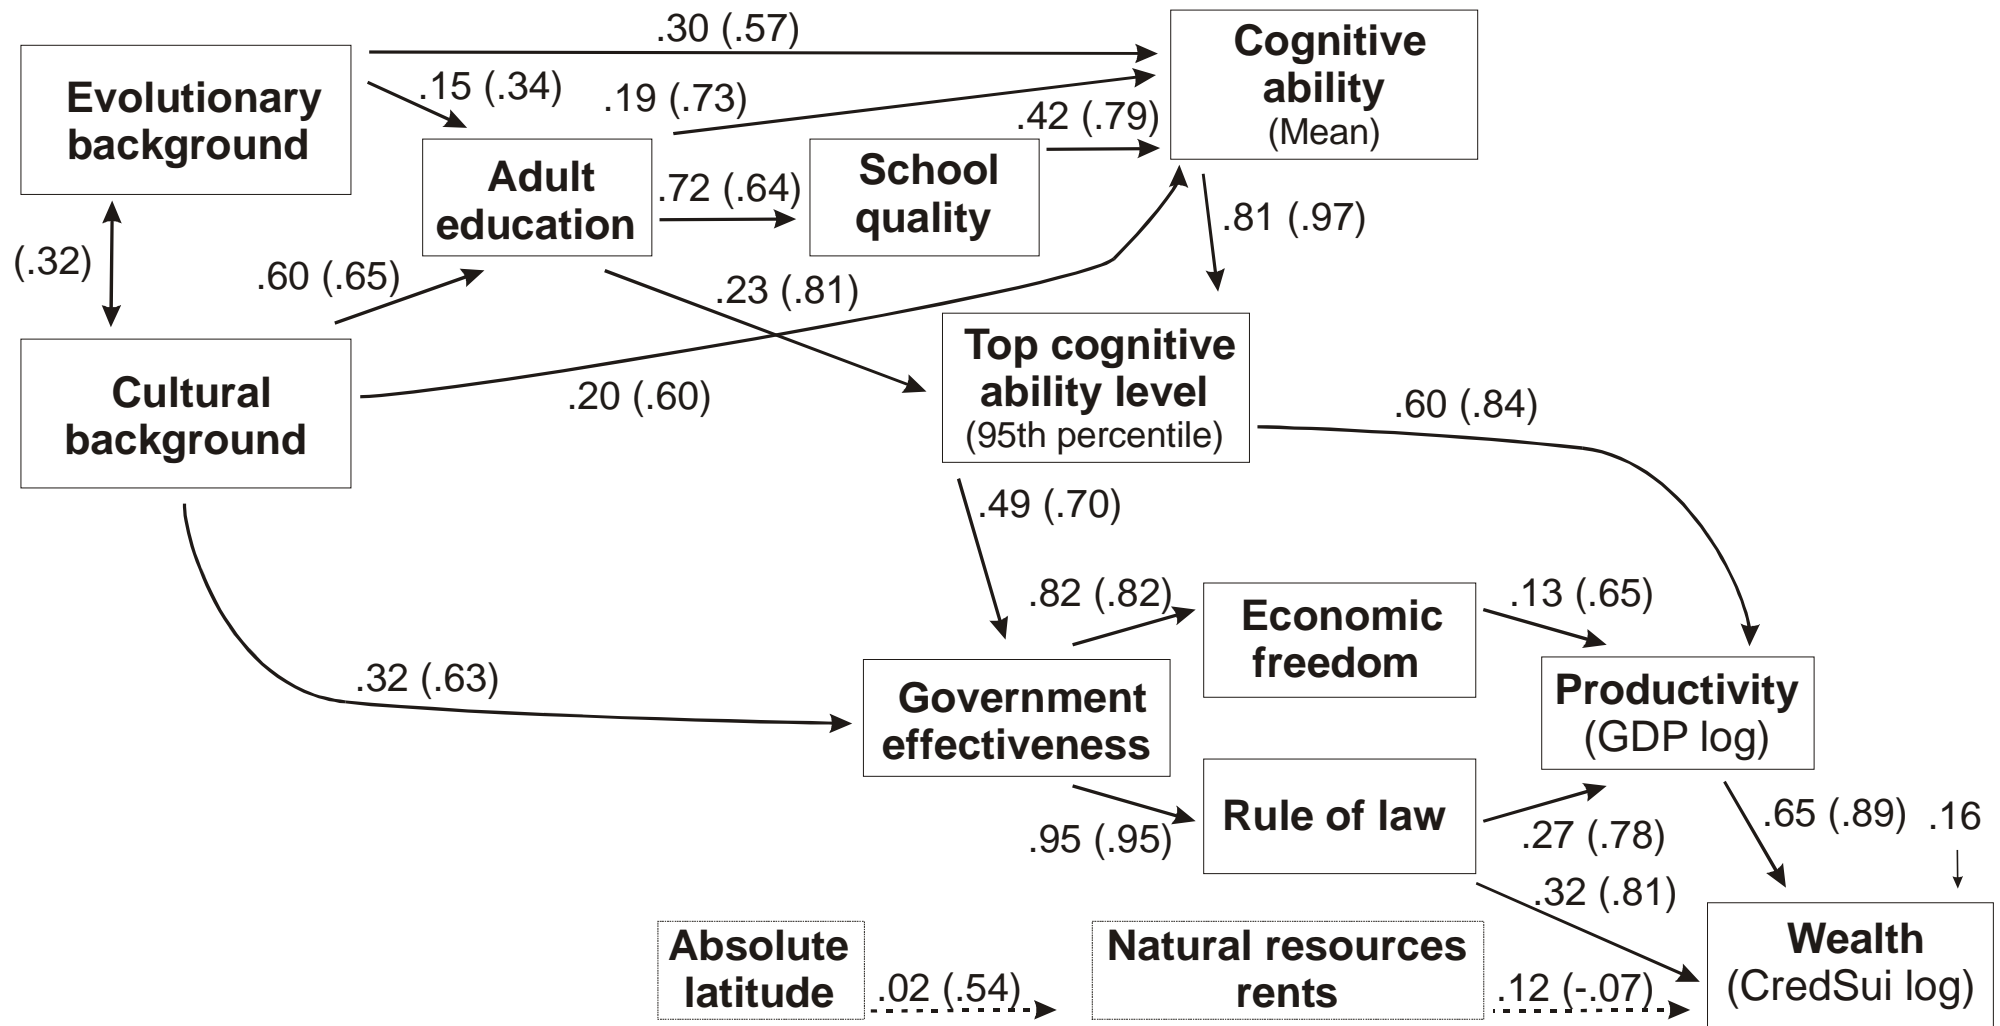 .30 (.57)
Cognitive
ability
(Mean)
Evolutionary
background
.15 (.34)
.19 (.73)
.42 (.79)
Adult
education
.72 (.64)
School
quality
.81 (.97)
(.32)
.60 (.65)
.23 (.81)
Top cognitive
ability level
(95th percentile)
Cultural
background
.20 (.60)
.60 (.84)
.49 (.70)
.82 (.82)
Economic
freedom
.13 (.65)
.32 (.63)
Government
effectiveness
Productivity
(GDP log)
.95 (.95)
Rule of law
.27 (.78)
.65 (.89)
.16
.32 (.81)
Absolute
latitude
.02 (.54)
Natural resources
rents
.12 (-.07)
Wealth
(CredSui log)